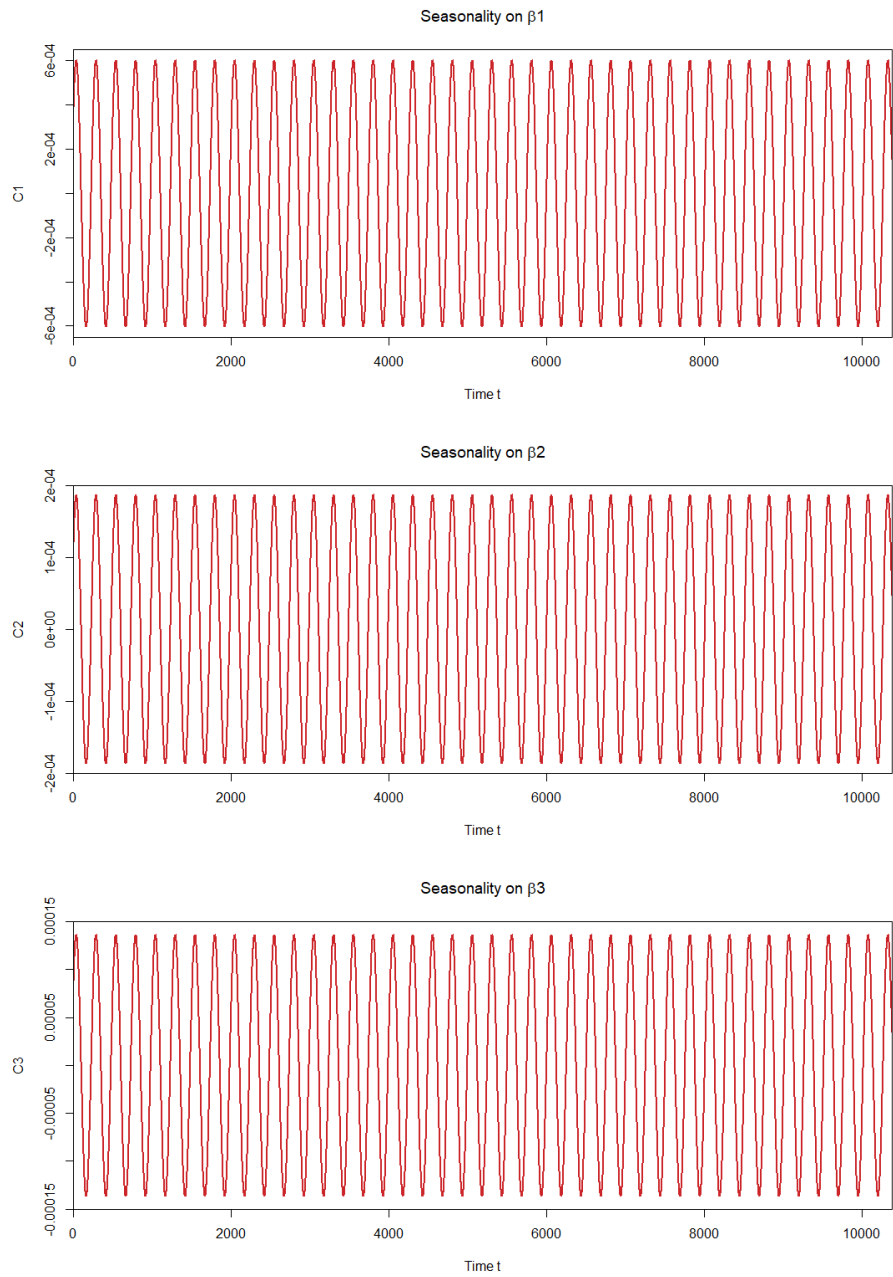 Seasonality on β1
6e-04
2e-04
-2e-04
-6e-04
C1
0 2000 4000 6000 8000 10000
Time t
Seasonality on β2
2e-04
1e-04
0e+00
-1e-04
-2e-04
C2
0 2000 4000 6000 8000 10000
Time t
Seasonality on β3
0.00015
0.00005
-0.00005
-0.00015
C3
0 2000 4000 6000 8000 10000
Time t